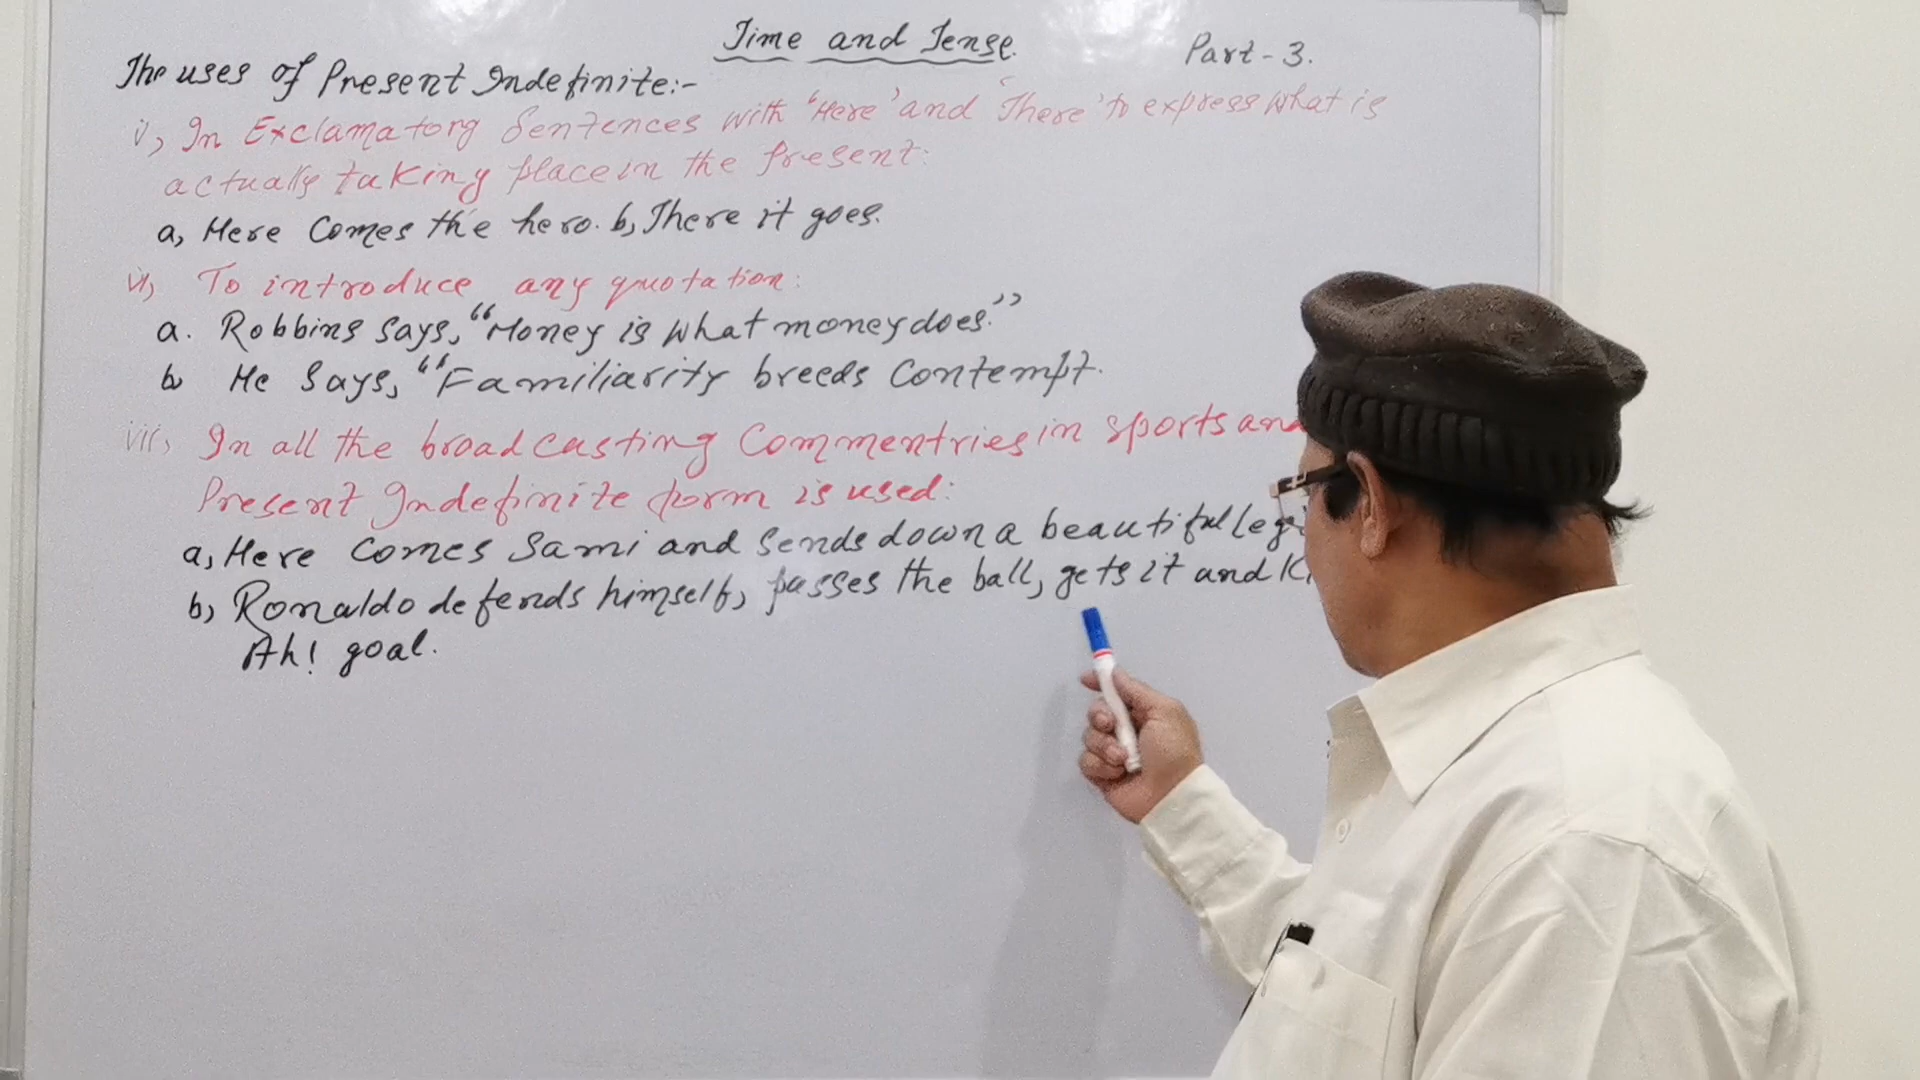 Time and Tense.
Part-3.
The uses of Present Indefinite:-
v, In Exclamatory Sentences with 'Here' and 'There' to express what is
actually taking place in the present:
a, Here Comes the hero. b, There it goes.
vi, To introduce any quotation:
a. Robbins says, "Money is what money does."
b He Says, "Familiarity breeds Contempt.
vii, In all the broad casting Commentries in sports and
Present Indefinite form is used:
a, Here comes Sami and sends down a beautiful leg
b, Ronaldo defends himself, passes the ball, gets it and
Ah! goal.